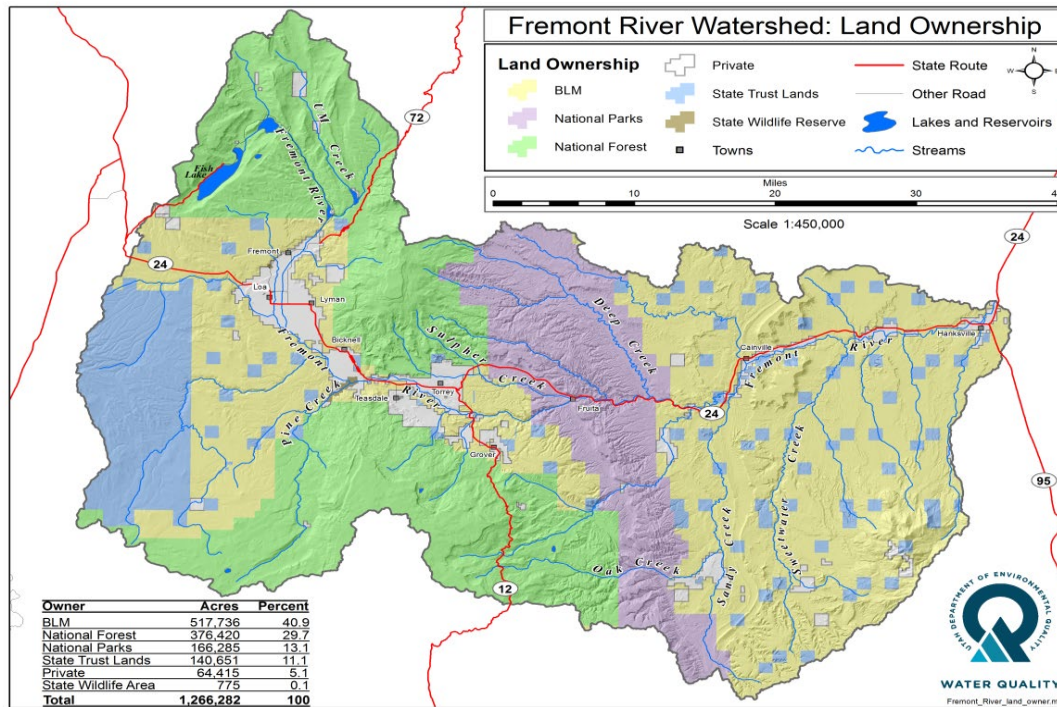 Fremont River Watershed: Land Ownership
Land Ownership
BLM
National Parks
National Forest
Private
State Trust Lands
State Wildlife Reserve
Towns
State Route
Other Road
Lakes and Reservoirs
Streams
N
W E
S
Miles
0 10 20 30 40
Scale 1:450,000
72
UM Creek
Fremont River
Fish Lake
24
24
Fremont
Loa
Lyman
Bicknell
Fremont River
Pine Creek
Teasdale
Torrey
Sulpher Creek
Grover
Fruita
Deep Creek
24
Cainville
Fremont River
Hanksville
95
Sweetwater Creek
Sandy Creek
Oak Creek
12
Owner Acres Percent
BLM 517,736 40.9
National Forest 376,420 29.7
National Parks 166,285 13.1
State Trust Lands 140,651 11.1
Private 64,415 5.1
State Wildlife Area 775 0.1
Total 1,266,282 100
UTAH DEPARTMENT OF ENVIRONMENTAL QUALITY
WATER QUALITY
Fremont_River_land_owner.m